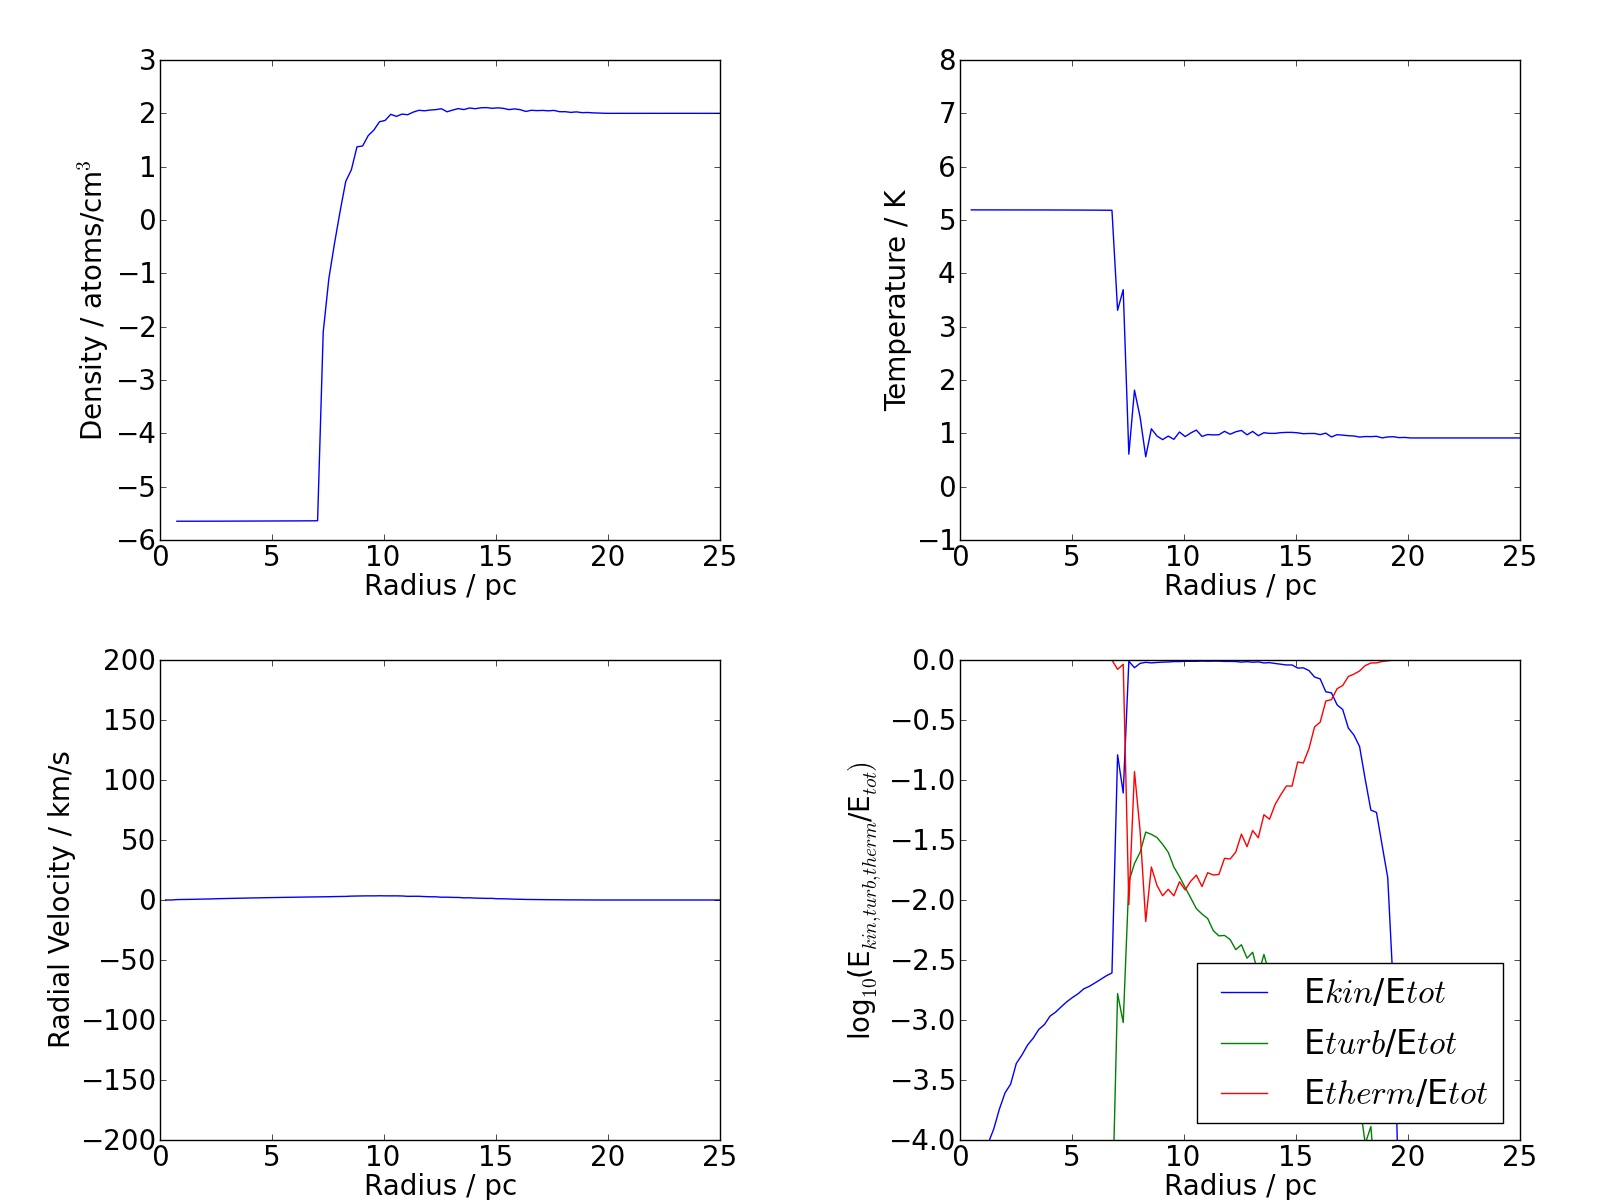 3
2
1
0
−1
−2
−3
−4
−5
−6
0 5 10 15 20 25
Radius / pc
Density / atoms/cm³
8
7
6
5
4
3
2
1
0
−1
0 5 10 15 20 25
Radius / pc
Temperature / K
200
150
100
50
0
−50
−100
−150
−200
0 5 10 15 20 25
Radius / pc
Radial Velocity / km/s
0.0
−0.5
−1.0
−1.5
−2.0
−2.5
−3.0
−3.5
−4.0
0 5 10 15 20 25
Radius / pc
log₁₀(E_{kin,turb,therm}/E_{tot)}
Ekin/Etot
Eturb/Etot
Etherm/Etot